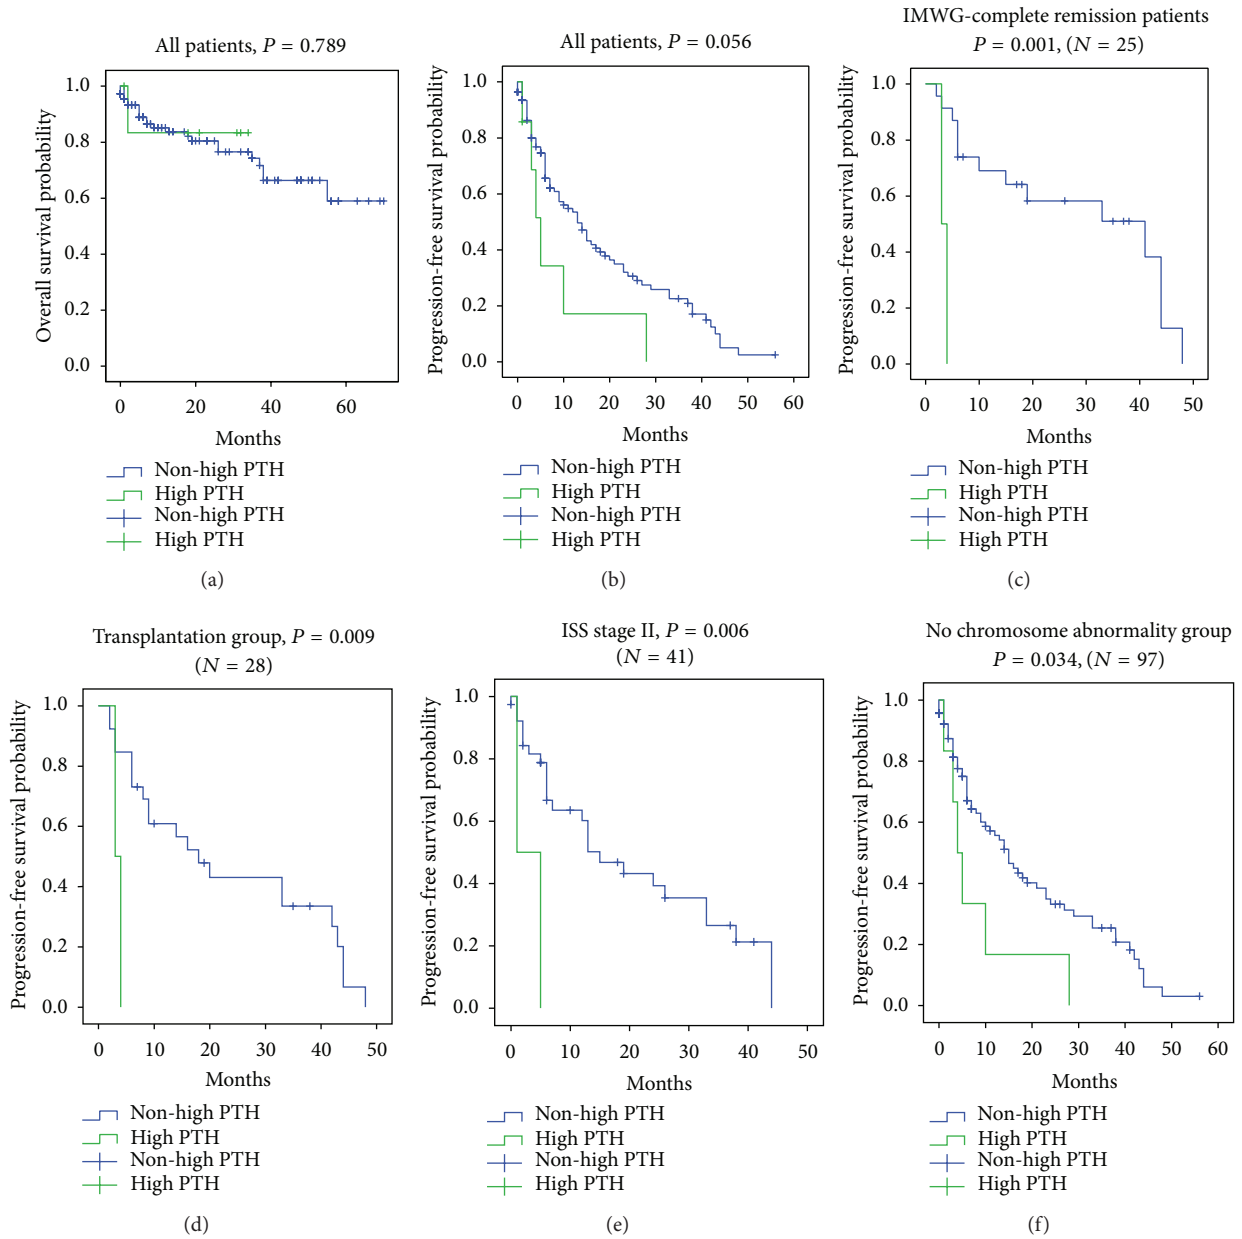 (a)
All patients, P = 0.789
Overall survival probability
1.0
0.8
0.6
0.4
0.2
0.0
0 20 40 60
Months
Non-high PTH
High PTH
Non-high PTH
High PTH
(b)
All patients, P = 0.056
Progression-free survival probability
1.0
0.8
0.6
0.4
0.2
0.0
0 10 20 30 40 50 60
Months
Non-high PTH
High PTH
Non-high PTH
High PTH
(b)
IMWG-complete remission patients
P = 0.001, (N = 25)
Progression-free survival probability
1.0
0.8
0.6
0.4
0.2
0.0
0 10 20 30 40 50
Months
Non-high PTH
High PTH
Non-high PTH
High PTH
(c)
(a)
Transplantation group, P = 0.009
(N = 28)
Progression-free survival probability
1.0
0.8
0.6
0.4
0.2
0.0
0 10 20 30 40 50
Months
Non-high PTH
High PTH
Non-high PTH
High PTH
(d)
ISS stage II, P = 0.006
(N = 41)
Progression-free survival probability
1.0
0.8
0.6
0.4
0.2
0.0
0 10 20 30 40 50
Months
Non-high PTH
High PTH
Non-high PTH
High PTH
(e)
No chromosome abnormality group
P = 0.034, (N = 97)
Progression-free survival probability
1.0
0.8
0.6
0.4
0.2
0.0
0 10 20 30 40 50 60
Months
Non-high PTH
High PTH
Non-high PTH
High PTH
(f)